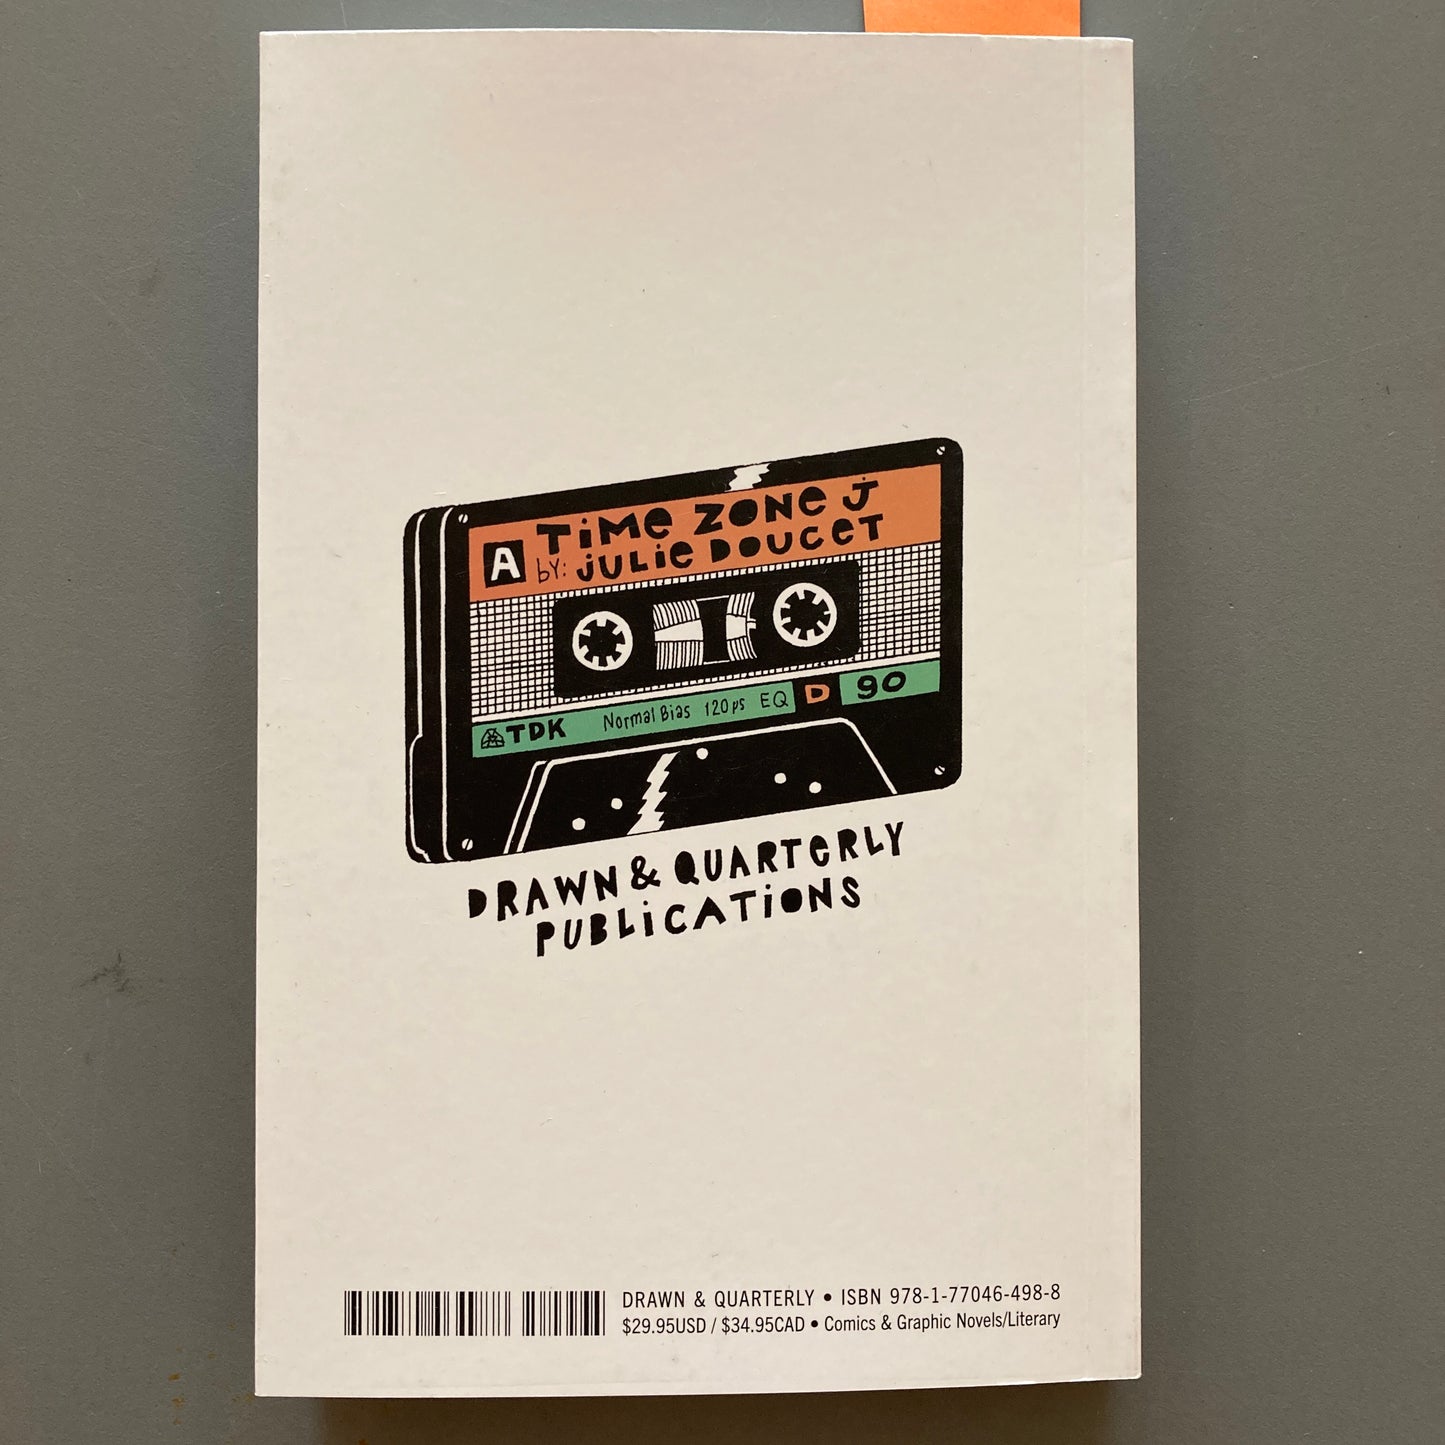 A TiMe ZONe J
bY: JULie DOUCeT
TDK Normal Bias 120 ps EQ D 90
DRAWN & QUARTeRLY
PUBLiCATiONS
DRAWN & QUARTERLY • ISBN 978-1-77046-498-8
$29.95USD / $34.95CAD • Comics & Graphic Novels/Literary